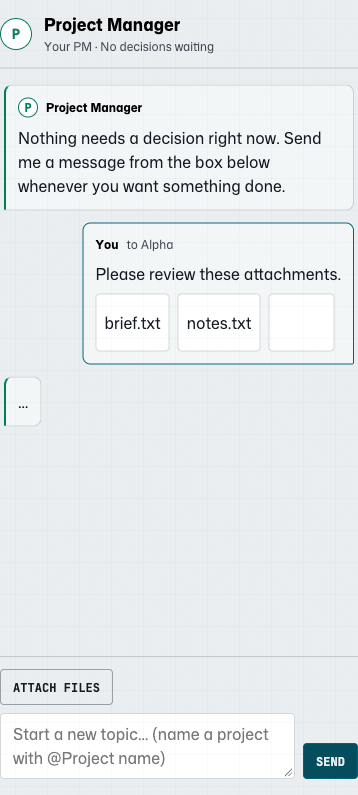 P
Project Manager
Your PM · No decisions waiting
P Project Manager
Nothing needs a decision right now. Send
me a message from the box below
whenever you want something done.
You to Alpha
Please review these attachments.
brief.txt notes.txt
...
ATTACH FILES
Start a new topic... (name a project
with @Project name)
SEND